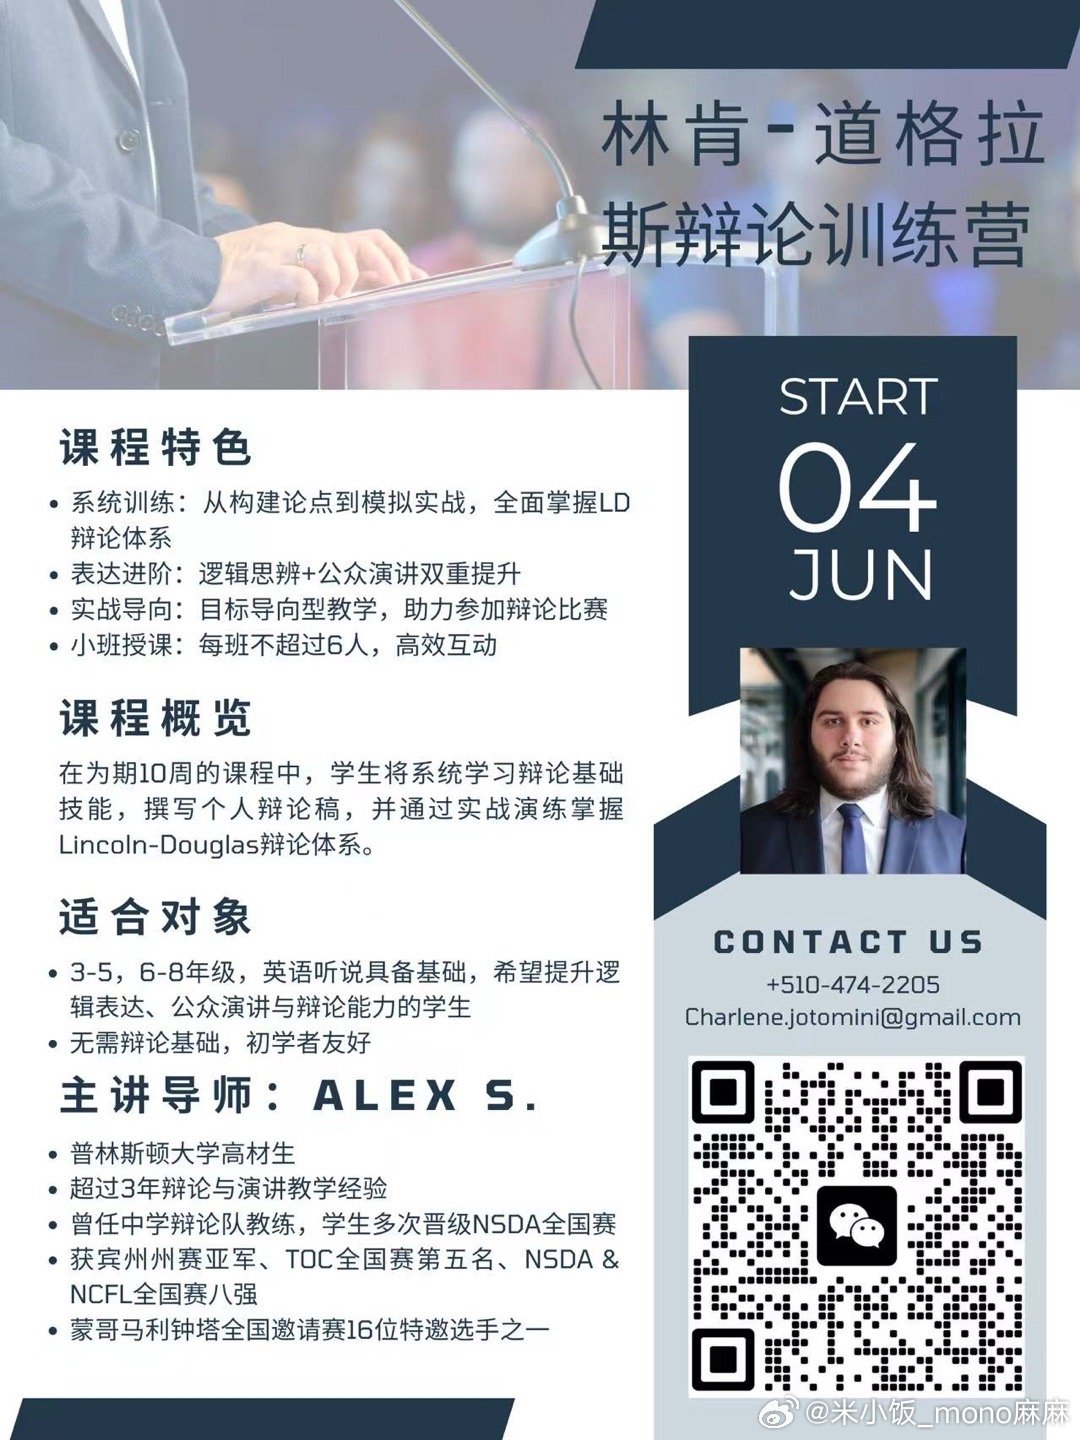 林肯-道格拉
斯辩论训练营
START
04
JUN
课程特色
系统训练：从构建论点到模拟实战，全面掌握LD
辩论体系
表达进阶：逻辑思辨+公众演讲双重提升
实战导向：目标导向型教学，助力参加辩论比赛
小班授课：每班不超过6人，高效互动
课程概览
在为期10周的课程中，学生将系统学习辩论基础
技能，撰写个人辩论稿，并通过实战演练掌握
Lincoln-Douglas辩论体系。
适合对象
3-5，6-8年级，英语听说具备基础，希望提升逻
辑表达、公众演讲与辩论能力的学生
无需辩论基础，初学者友好
主讲导师：ALEX S.
普林斯顿大学高材生
超过3年辩论与演讲教学经验
曾任中学辩论队教练，学生多次晋级NSDA全国赛
获宾州州赛亚军、TOC全国赛第五名、NSDA &
NCFL全国赛八强
蒙哥马利钟塔全国邀请赛16位特邀选手之一
CONTACT US
+510-474-2205
Charlene.jotomini@gmail.com
@米小饭_mono麻麻